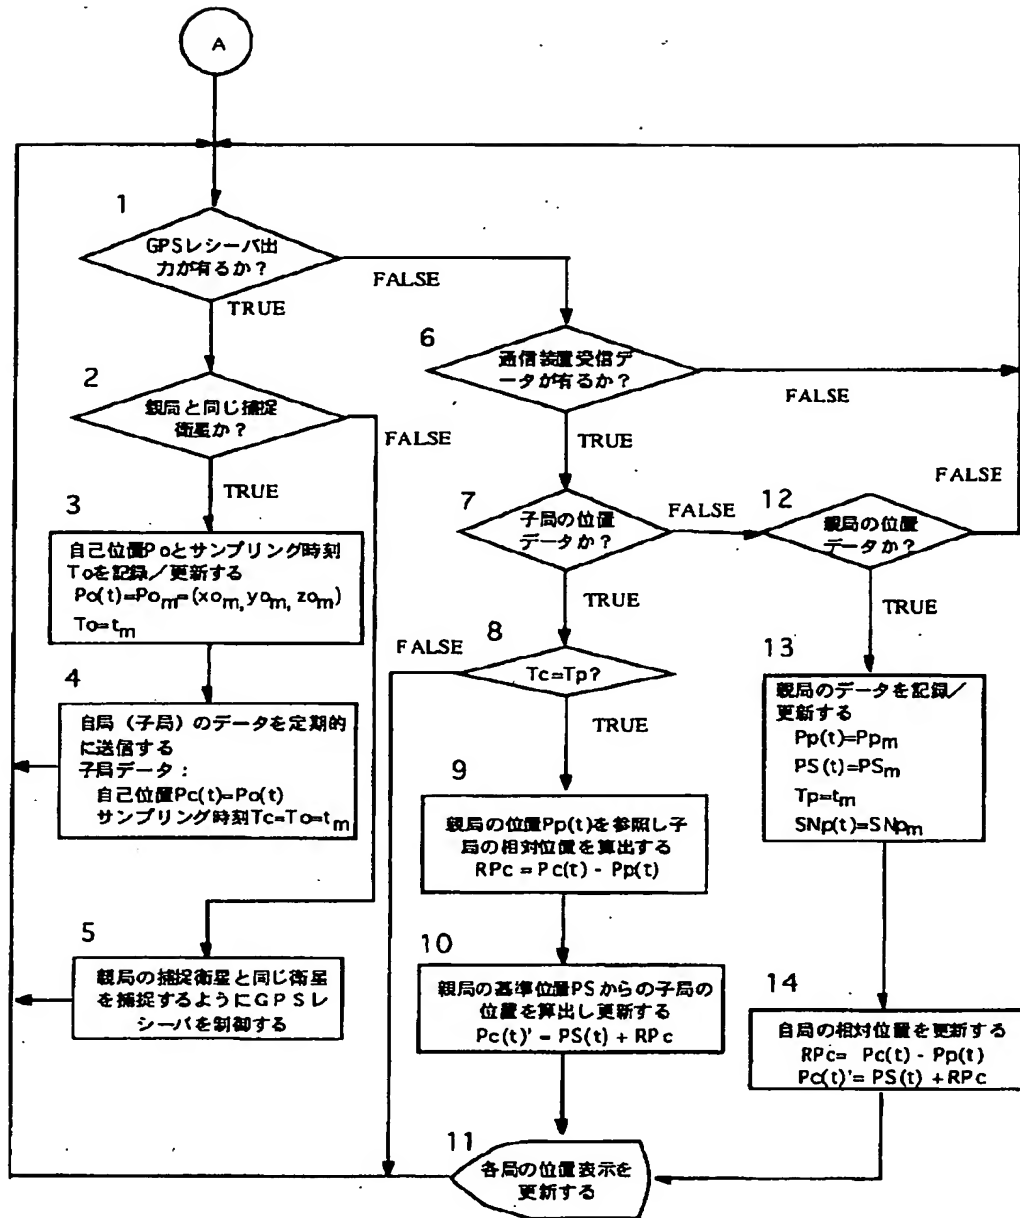 A
1
GPSレシーバ出
力が有るか?
FALSE
TRUE
2
親局と同じ捕捉
衛星か?
FALSE
TRUE
3
自己位置Poとサンプリング時刻
Toを記録/更新する
Po(t)=Po_m=(xo_m, yo_m, zo_m)
To=t_m
4
自局(子局)のデータを定期的
に送信する
子局データ:
自己位置Pc(t)=Po(t)
サンプリング時刻Tc=To=t_m
5
親局の捕捉衛星と同じ衛星
を捕捉するようにGPSレ
シーバを制御する
6
通信装置受信デ
ータが有るか?
FALSE
TRUE
7
子局の位置
データか?
FALSE
TRUE
8
Tc=Tp?
FALSE
TRUE
9
親局の位置Pp(t)を参照し子
局の相対位置を算出する
RPc = Pc(t) - Pp(t)
10
親局の基準位置PSからの子局の
位置を算出し更新する
Pc(t)' = PS(t) + RPc
11
各局の位置表示を
更新する
12
親局の位置
データか?
FALSE
TRUE
13
親局のデータを記録/
更新する
Pp(t)=Pp_m
PS(t)=PS_m
Tp=t_m
SNp(t)=SNp_m
14
自局の相対位置を更新する
RPc= Pc(t) - Pp(t)
Pc(t)'= PS(t) + RPc